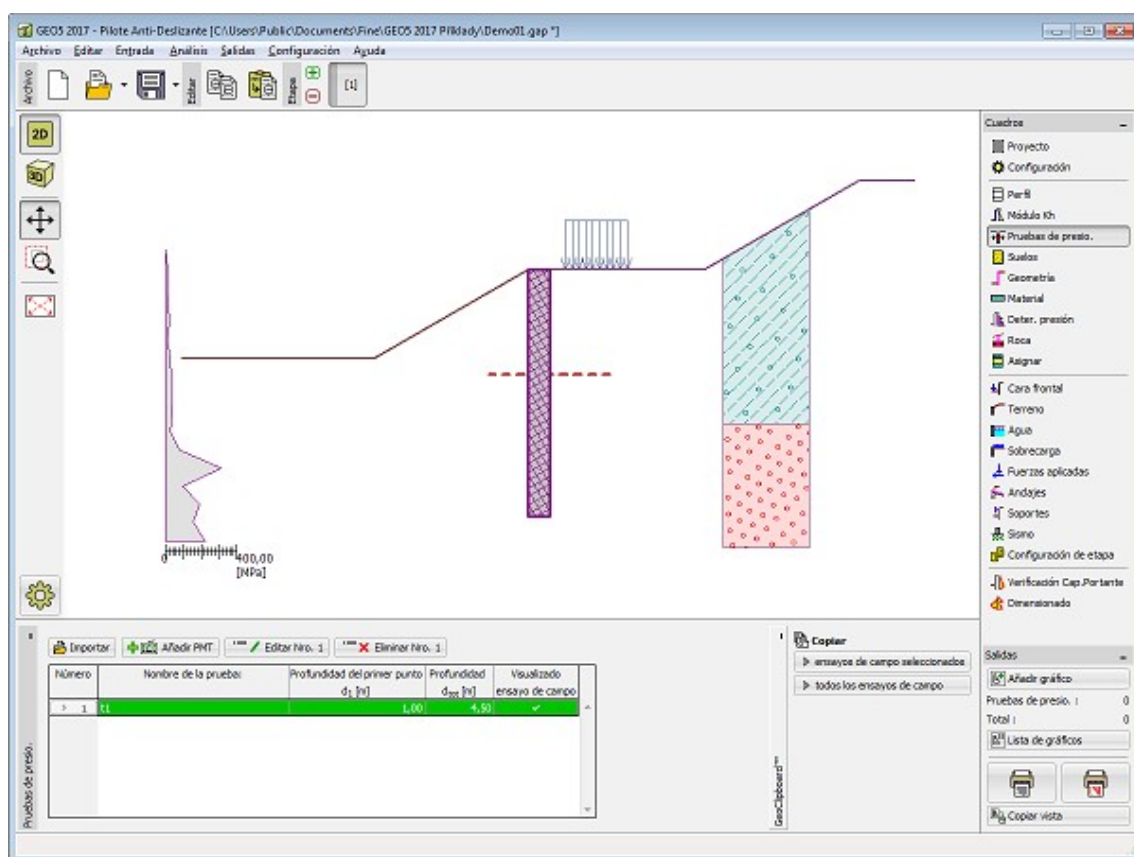 GEO5 2017 - Pilote Anti-Deslizante [C:\Users\Public\Documents\Fine\GEO5 2017 Příklady\Demo01.gap *]
Archivo Editar Entrada Análisis Salidas Configuración Ayuda
Archivo
Editar
Etapa
[1]
2D
3D
0
400,00
[MPa]
Cuadros
Proyecto
Configuración
Perfil
Módulo Kh
Pruebas de presio.
Suelos
Geometría
Material
Deter. presión
Roca
Asignar
Cara frontal
Terreno
Agua
Sobrecarga
Fuerzas aplicadas
Anclajes
Soportes
Sismo
Configuración de etapa
Verificación Cap.Portante
Dimensionado
Pruebas de presio.
Importar Añadir PMT Editar Nro. 1 Eliminar Nro. 1
Número Nombre de la prueba: Profundidad del primer punto Profundidad Visualizado
d1 [m] dtot [m] ensayo de campo
1 t1 1,00 4,50
GeoClipboard™
Copiar
ensayos de campo seleccionados
todos los ensayos de campo
Salidas
Añadir gráfico
Pruebas de presio. : 0
Total : 0
Lista de gráficos
Copiar vista